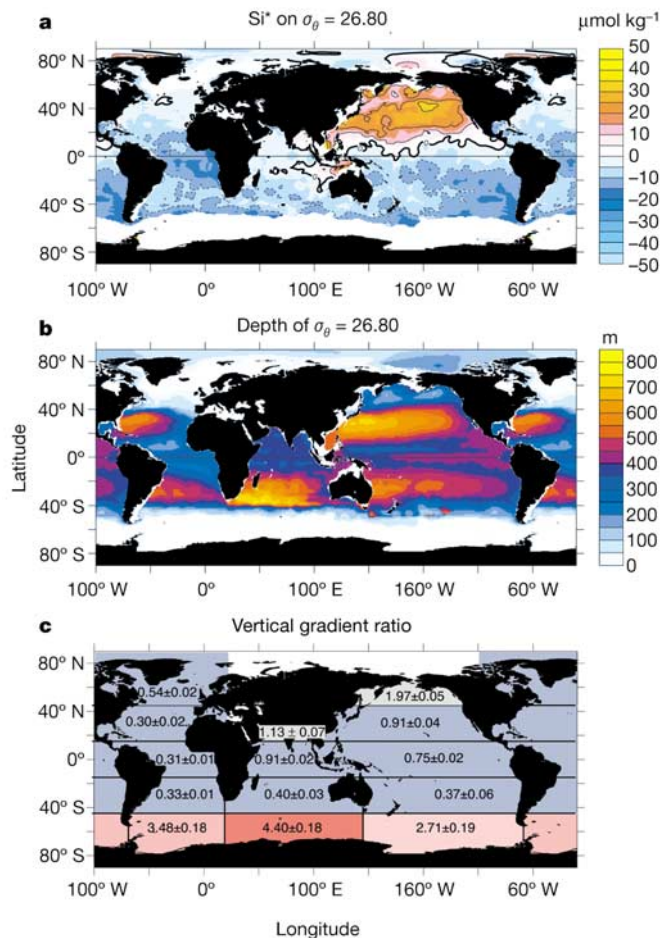 a Si* on σθ = 26.80 μmol kg–1
80° N
40° N
0°
40° S
80° S
100° W 0° 100° E 160° W 60° W
50
40
30
20
10
0
–10
–20
–30
–40
–50
b Depth of σθ = 26.80 m
80° N
40° N
0°
40° S
80° S
Latitude
100° W 0° 100° E 160° W 60° W
800
700
600
500
400
300
200
100
0
c Vertical gradient ratio
80° N
40° N
0°
40° S
80° S
0.54±0.02 1.97±0.05
0.30±0.02 1.13 ± 0.07 0.91±0.04
0.31±0.01 0.91±0.02 0.75±0.02
0.33±0.01 0.40±0.03 0.37±0.06
3.48±0.18 4.40±0.18 2.71±0.19
100° W 0° 100° E 160° W 60° W
Longitude